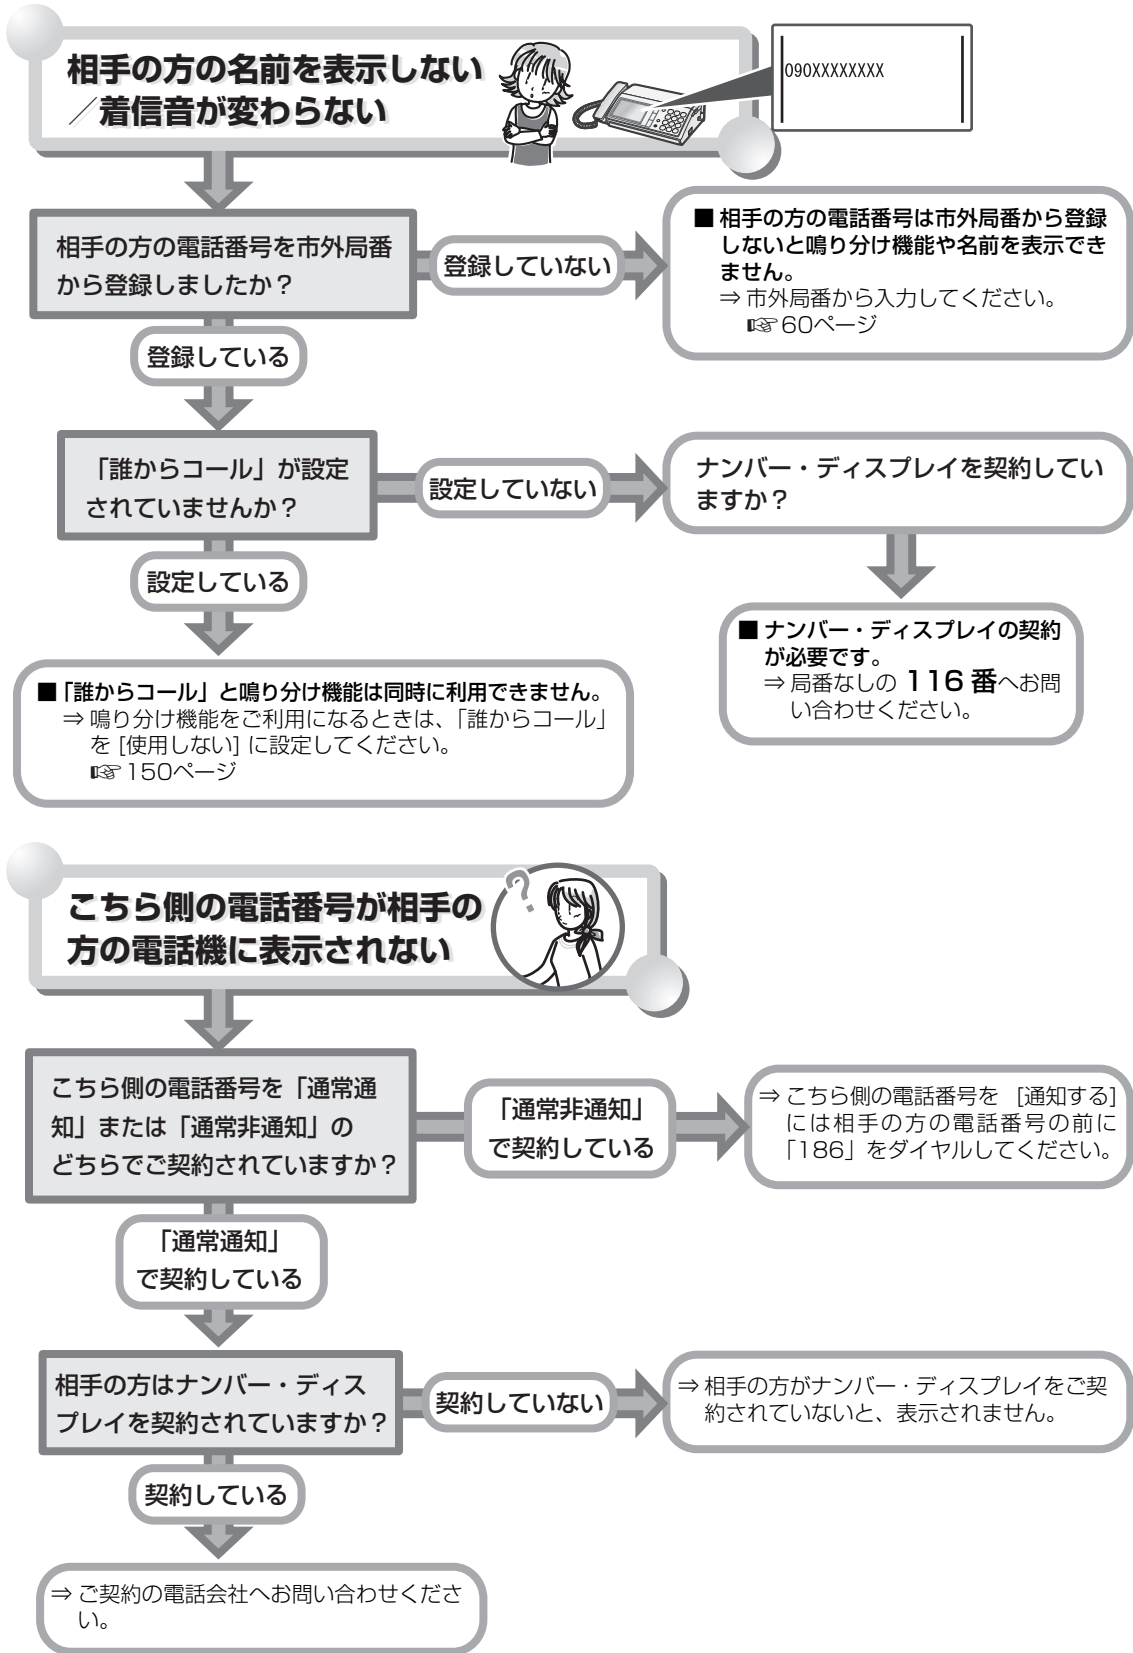 相手の方の名前を表示しない
／着信音が変わらない
090XXXXXXXX
相手の方の電話番号を市外局番
から登録しましたか？
登録していない
■ 相手の方の電話番号は市外局番から登録
しないと鳴り分け機能や名前を表示でき
ません。
⇒ 市外局番から入力してください。
☞ 60ページ
登録している
「誰からコール」が設定
されていませんか？
設定していない
ナンバー・ディスプレイを契約してい
ますか？
設定している
■ ナンバー・ディスプレイの契約
が必要です。
⇒ 局番なしの 116 番へお問
い合わせください。
■「誰からコール」と鳴り分け機能は同時に利用できません。
⇒ 鳴り分け機能をご利用になるときは、「誰からコール」
を [使用しない] に設定してください。
☞ 150ページ
こちら側の電話番号が相手の
方の電話機に表示されない
?
こちら側の電話番号を「通常通
知」または「通常非通知」の
どちらでご契約されていますか？
「通常非通知」
で契約している
⇒ こちら側の電話番号を [通知する]
には相手の方の電話番号の前に
「186」をダイヤルしてください。
「通常通知」
で契約している
相手の方はナンバー・ディス
プレイを契約されていますか？
契約していない
⇒ 相手の方がナンバー・ディスプレイをご契
約されていないと、表示されません。
契約している
⇒ ご契約の電話会社へお問い合わせくださ
い。